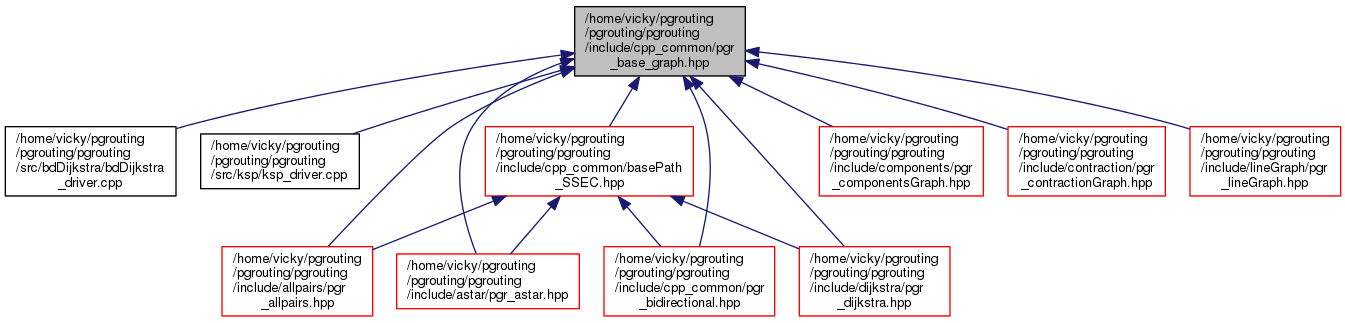 /home/vicky/pgrouting
/pgrouting/pgrouting
/include/cpp_common/pgr
_base_graph.hpp
/home/vicky/pgrouting
/pgrouting/pgrouting
/src/bdDijkstra/bdDijkstra
_driver.cpp
/home/vicky/pgrouting
/pgrouting/pgrouting
/src/ksp/ksp_driver.cpp
/home/vicky/pgrouting
/pgrouting/pgrouting
/include/cpp_common/basePath
_SSEC.hpp
/home/vicky/pgrouting
/pgrouting/pgrouting
/include/components/pgr
_componentsGraph.hpp
/home/vicky/pgrouting
/pgrouting/pgrouting
/include/contraction/pgr
_contractionGraph.hpp
/home/vicky/pgrouting
/pgrouting/pgrouting
/include/lineGraph/pgr
_lineGraph.hpp
/home/vicky/pgrouting
/pgrouting/pgrouting
/include/allpairs/pgr
_allpairs.hpp
/home/vicky/pgrouting
/pgrouting/pgrouting
/include/astar/pgr_astar.hpp
/home/vicky/pgrouting
/pgrouting/pgrouting
/include/cpp_common/pgr
_bidirectional.hpp
/home/vicky/pgrouting
/pgrouting/pgrouting
/include/dijkstra/pgr
_dijkstra.hpp